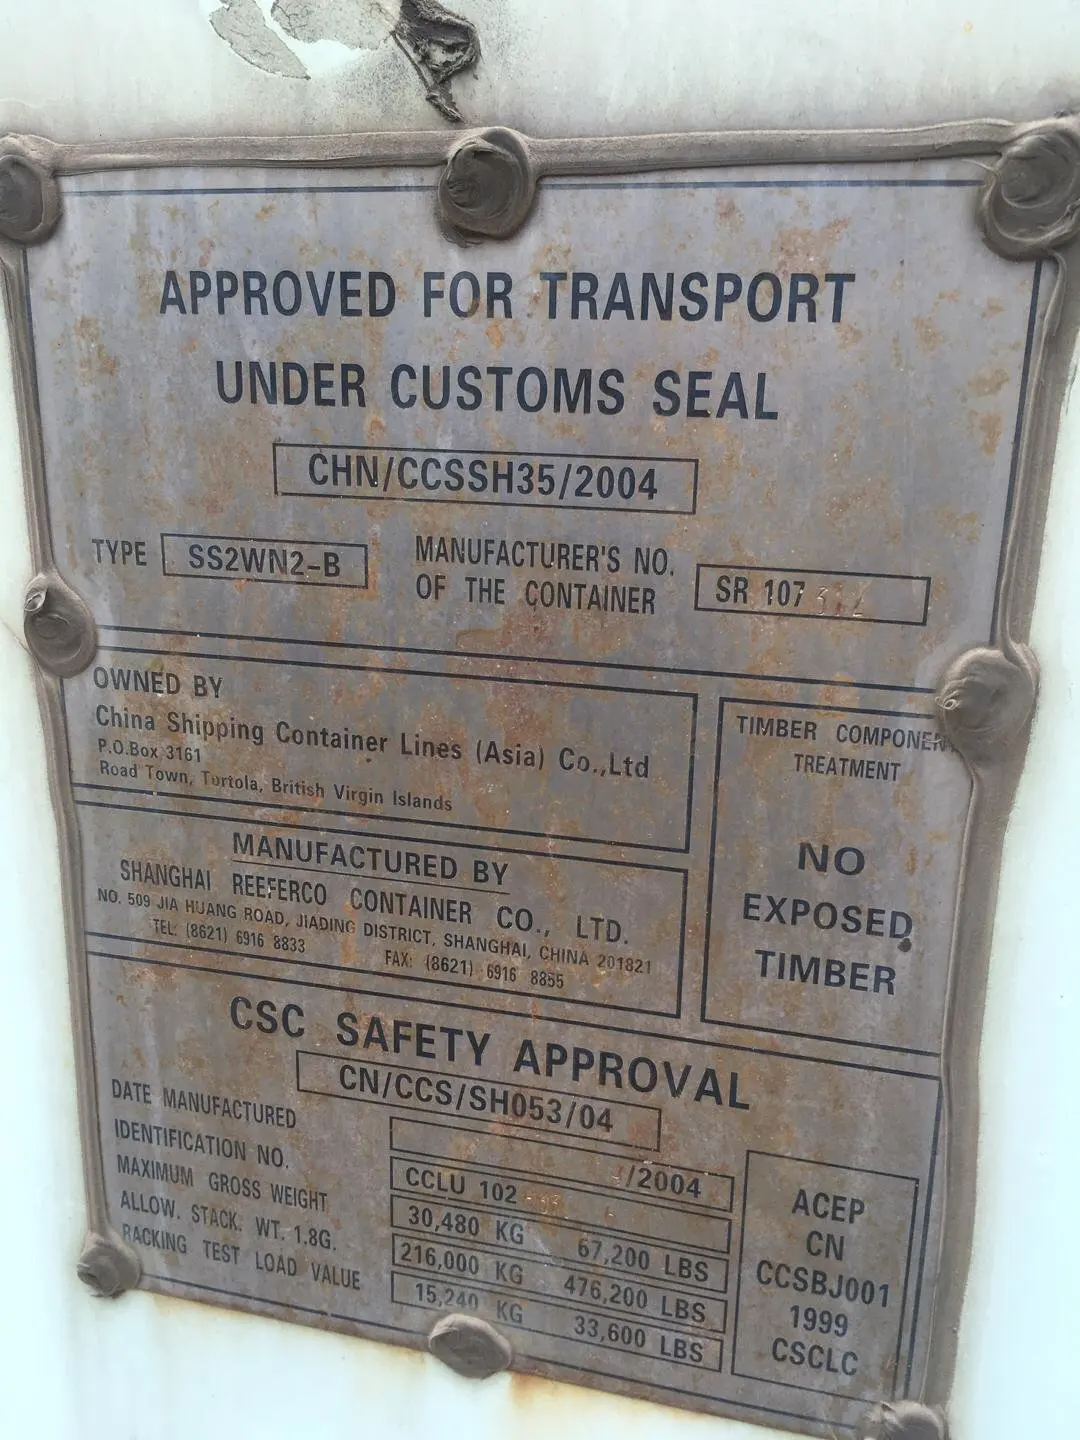 APPROVED FOR TRANSPORT
UNDER CUSTOMS SEAL
CHN/CCSSH35/2004
TYPE SS2WN2-B
MANUFACTURER'S NO.
OF THE CONTAINER
SR 107
OWNED BY
China Shipping Container Lines (Asia) Co.,Ltd
P.O.Box 3161
Road Town, Tortola, British Virgin Islands
TIMBER COMPONENT
TREATMENT
NO
EXPOSED
TIMBER
MANUFACTURED BY
SHANGHAI REEFERCO CONTAINER CO., LTD.
NO. 509 JIA HUANG ROAD, JIADING DISTRICT, SHANGHAI, CHINA 201821
TEL: (8621) 6916 8833 FAX: (8621) 6916 8855
CSC SAFETY APPROVAL
CN/CCS/SH053/04
DATE MANUFACTURED /2004
IDENTIFICATION NO. CCLU 102
MAXIMUM GROSS WEIGHT 30,480 KG 67,200 LBS
ALLOW. STACK. WT. 1.8G. 216,000 KG 476,200 LBS
RACKING TEST LOAD VALUE 15,240 KG 33,600 LBS
ACEP
CN
CCSBJ001
1999
CSCLC